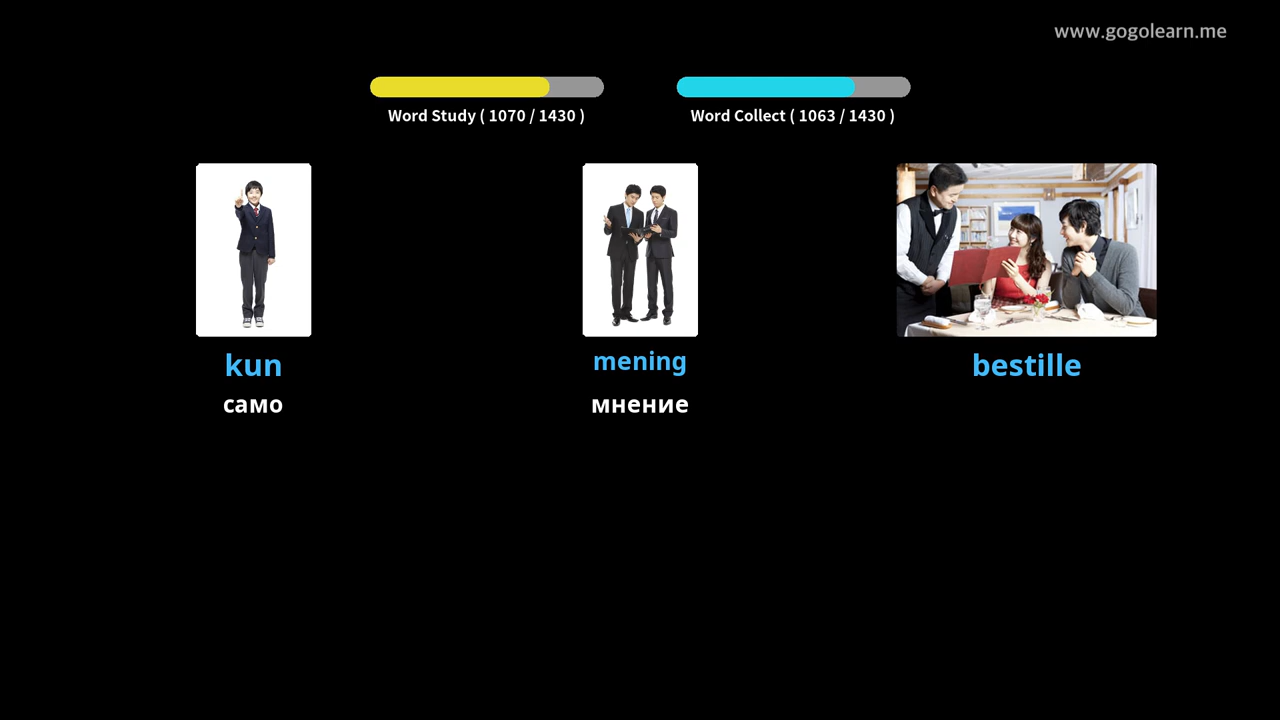 www.gogolearn.me
Word Study ( 1070 / 1430 )
Word Collect ( 1063 / 1430 )
kun
mening
bestille
само
мнение